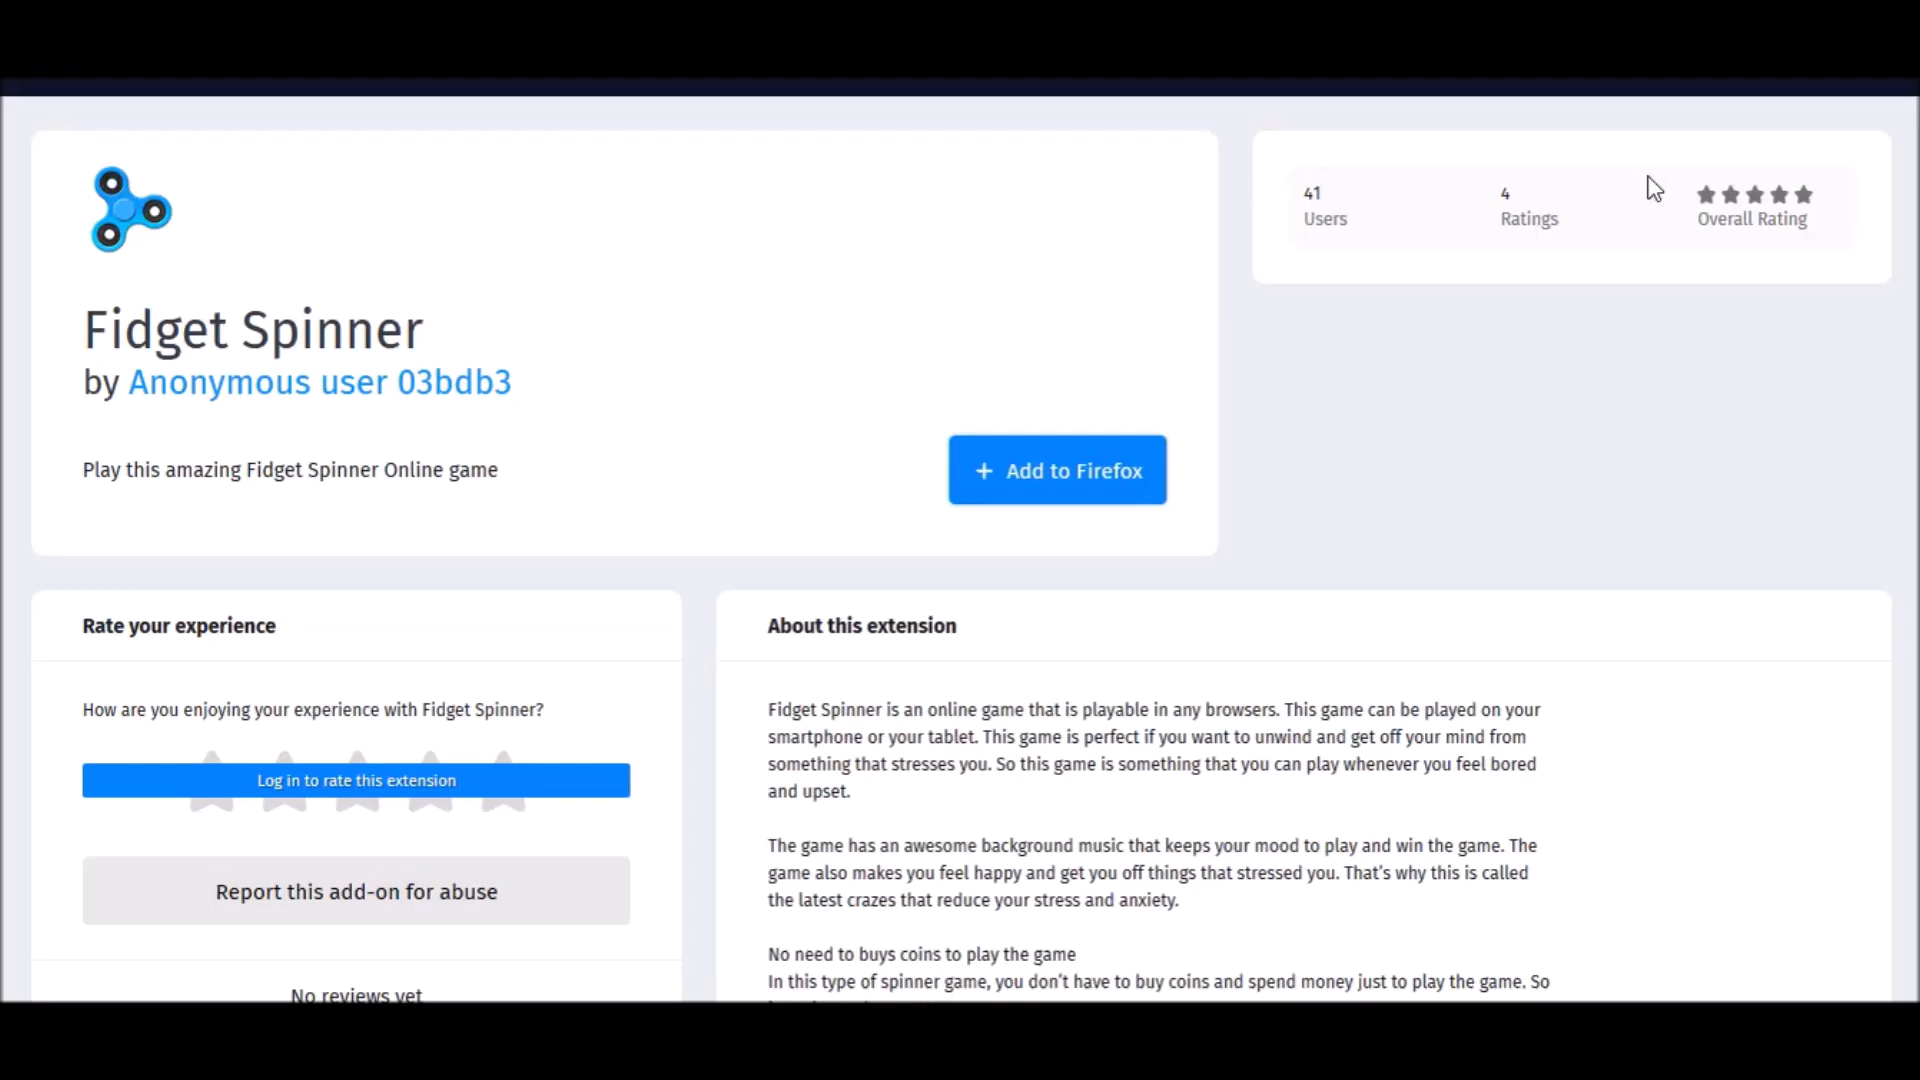 41
Users
4
Ratings
Overall Rating
Fidget Spinner
by Anonymous user 03bdb3
Play this amazing Fidget Spinner Online game
+ Add to Firefox
Rate your experience
How are you enjoying your experience with Fidget Spinner?
Log in to rate this extension
Report this add-on for abuse
No reviews yet
About this extension
Fidget Spinner is an online game that is playable in any browsers. This game can be played on your
smartphone or your tablet. This game is perfect if you want to unwind and get off your mind from
something that stresses you. So this game is something that you can play whenever you feel bored
and upset.
The game has an awesome background music that keeps your mood to play and win the game. The
game also makes you feel happy and get you off things that stressed you. That's why this is called
the latest crazes that reduce your stress and anxiety.
No need to buys coins to play the game
In this type of spinner game, you don't have to buy coins and spend money just to play the game. So